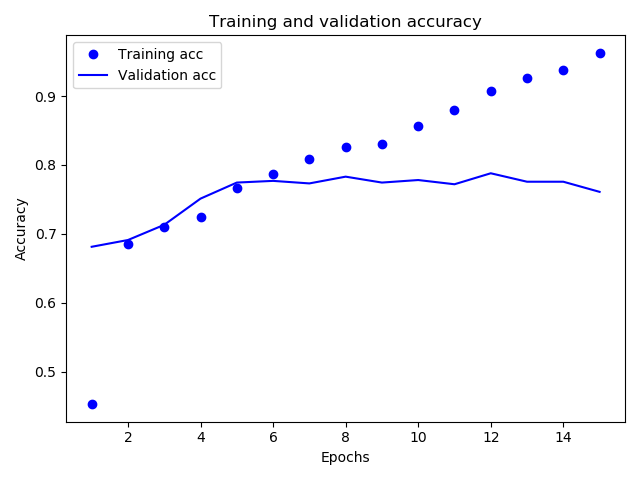 Training and validation accuracy
Training acc
Validation acc
Accuracy
0.9
0.8
0.7
0.6
0.5
2 4 6 8 10 12 14
Epochs